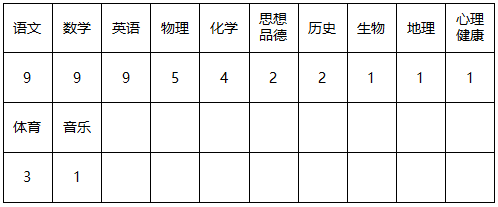 语文 数学 英语 物理 化学 思想品德 历史 生物 地理 心理健康
9 9 9 5 4 2 2 1 1 1
体育 音乐
3 1